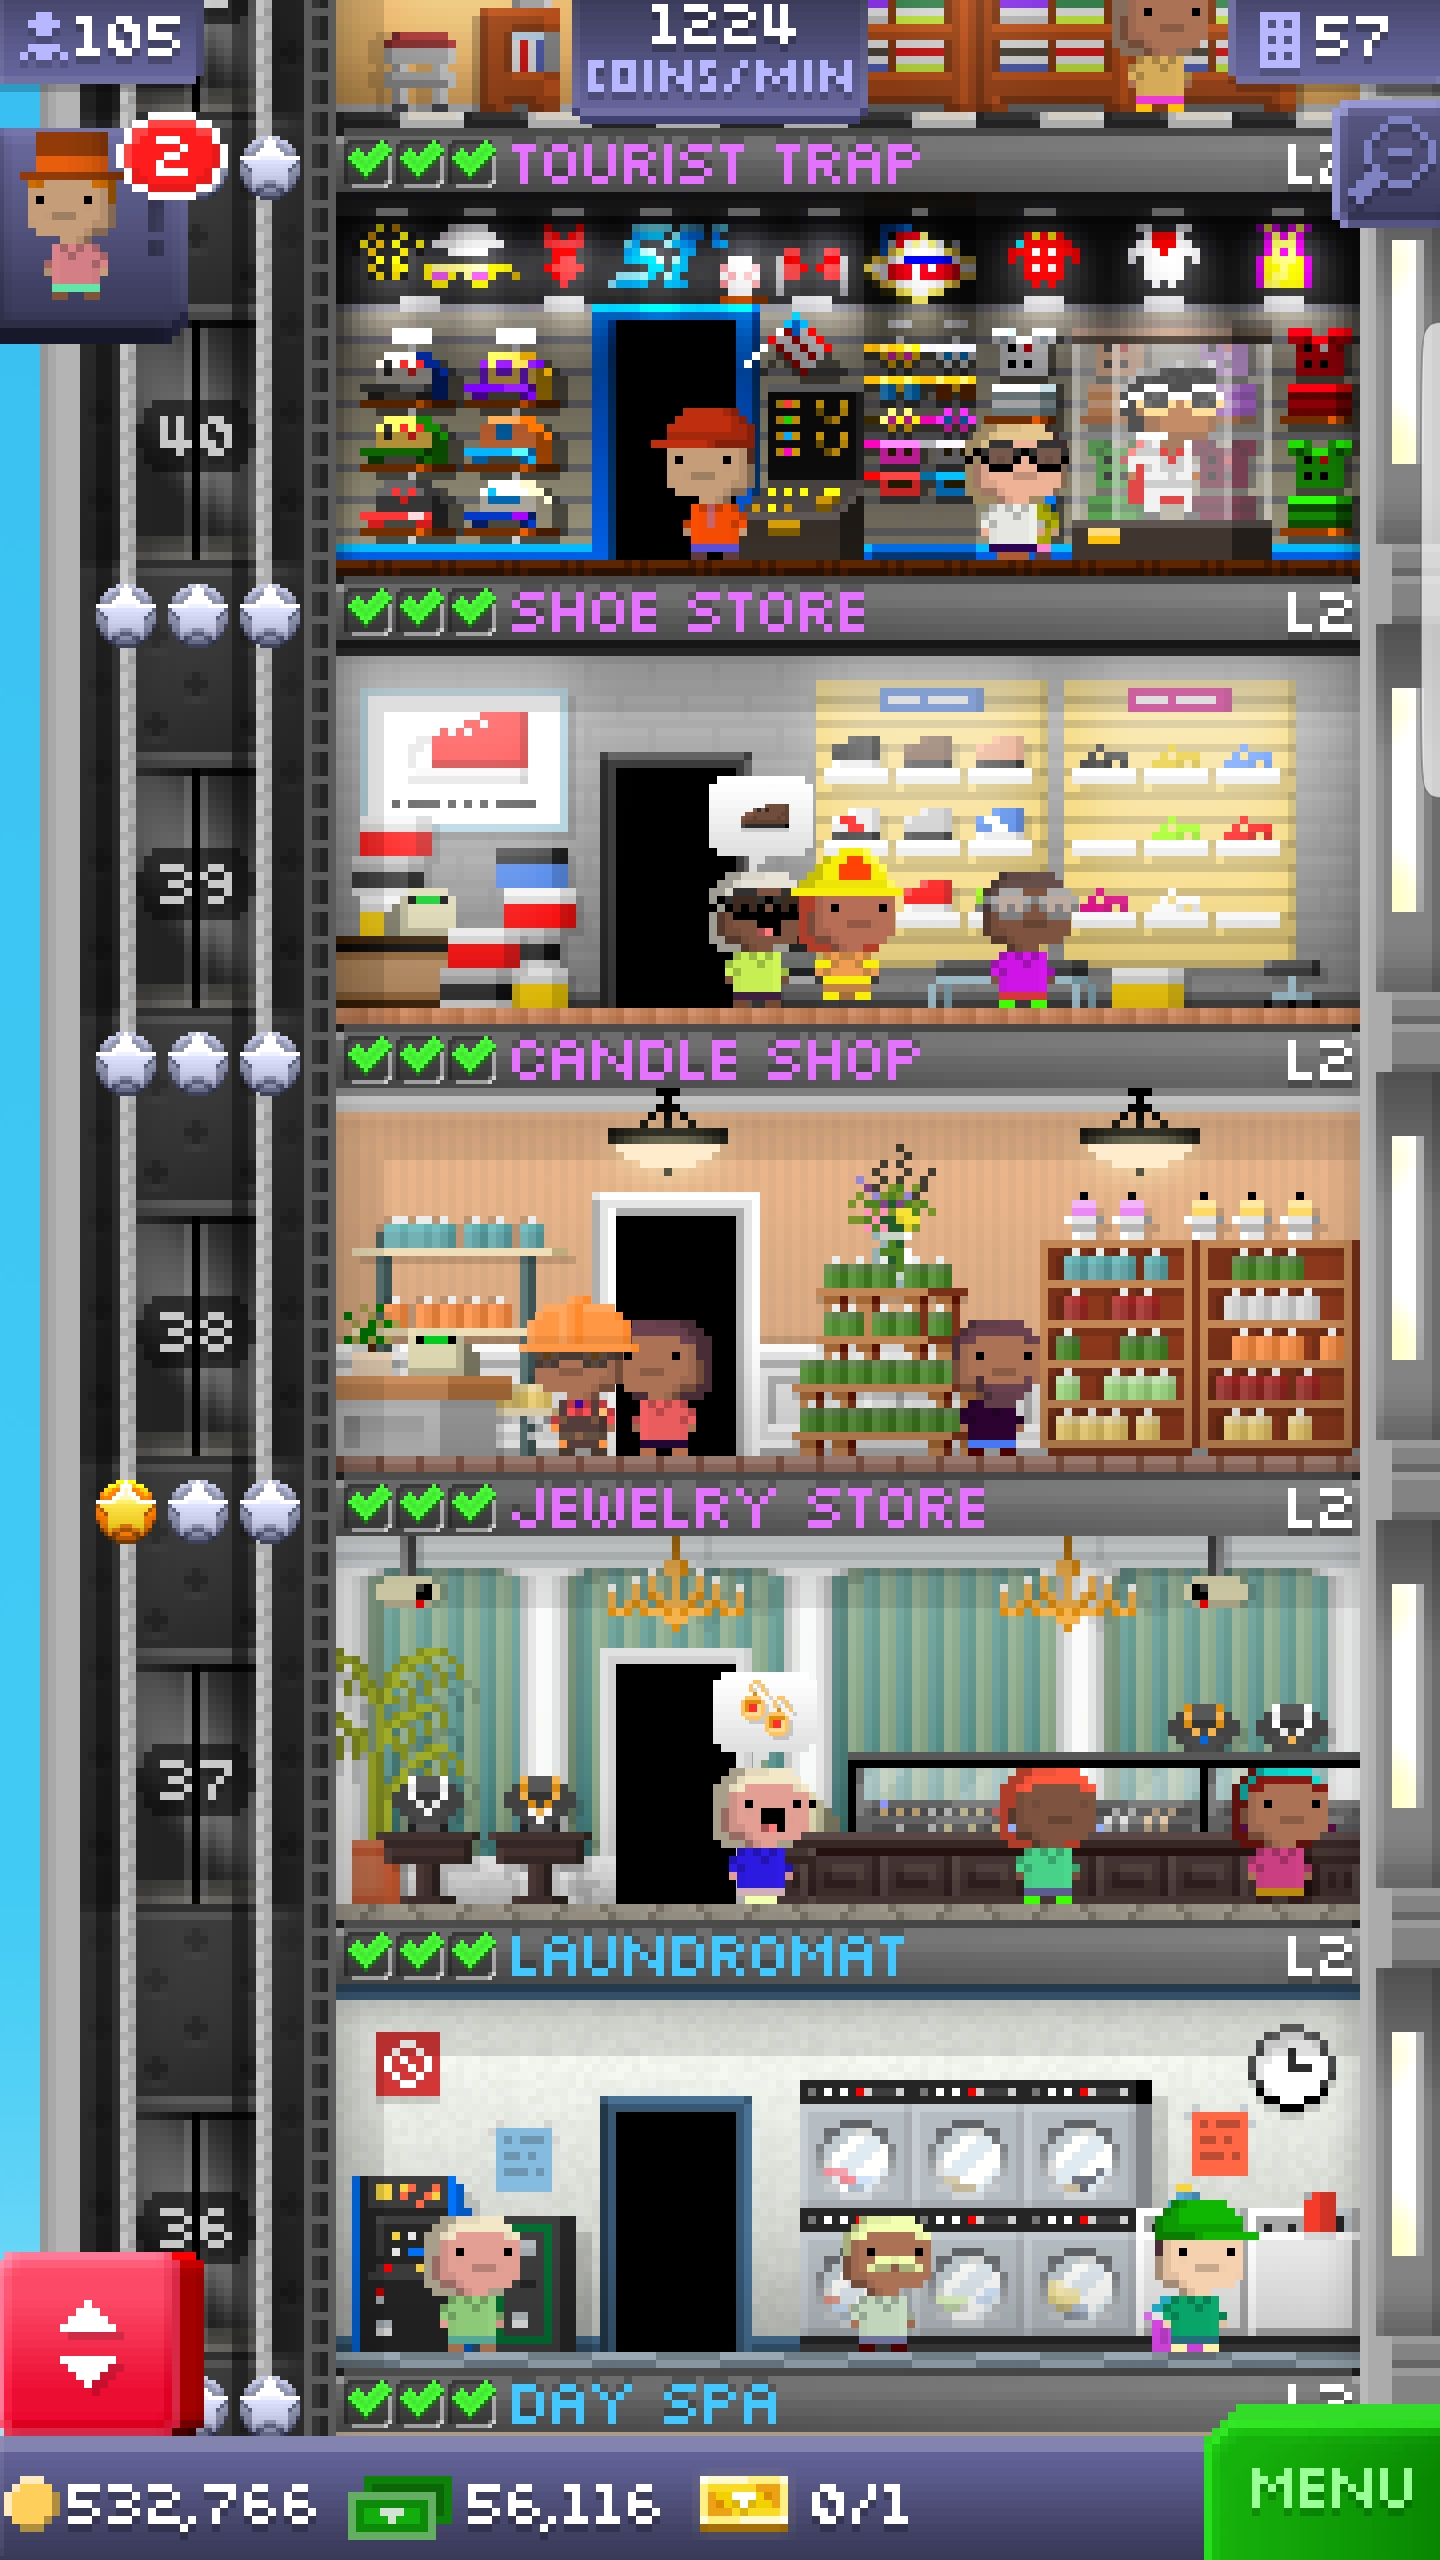 105
1224
COINS/MIN
57
2
TOURIST TRAP
40
SHOE STORE L2
39
CANDLE SHOP L2
38
JEWELRY STORE L2
37
LAUNDROMAT L2
36
DAY SPA
532,766 56,116 0/1
MENU